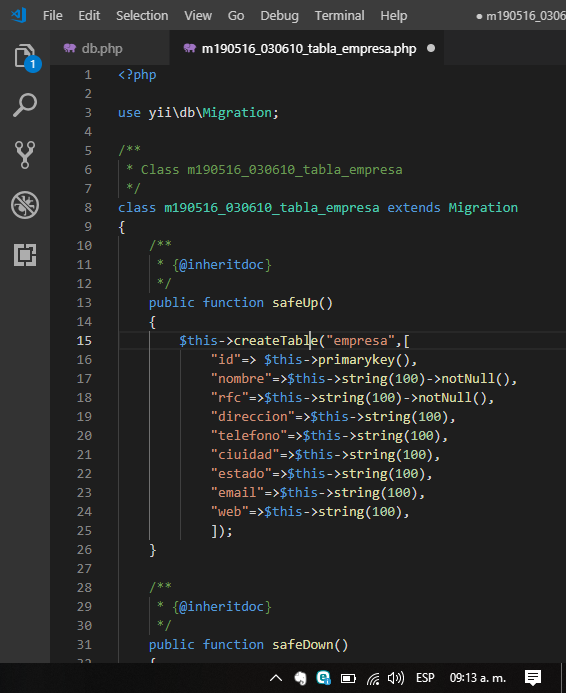 File Edit Selection View Go Debug Terminal Help ● m190516_0306
db.php m190516_030610_tabla_empresa.php ●
1
1 <?php
2
3 use yii\db\Migration;
4
5 /**
6 * Class m190516_030610_tabla_empresa
7 */
8 class m190516_030610_tabla_empresa extends Migration
9 {
10 /**
11 * {@inheritdoc}
12 */
13 public function safeUp()
14 {
15 $this->createTable("empresa",[
16 "id"=> $this->primarykey(),
17 "nombre"=>$this->string(100)->notNull(),
18 "rfc"=>$this->string(100)->notNull(),
19 "direccion"=>$this->string(100),
20 "telefono"=>$this->string(100),
21 "ciuidad"=>$this->string(100),
22 "estado"=>$this->string(100),
23 "email"=>$this->string(100),
24 "web"=>$this->string(100),
25 ]);
26 }
27
28 /**
29 * {@inheritdoc}
30 */
31 public function safeDown()
32 {
ESP 09:13 a. m.